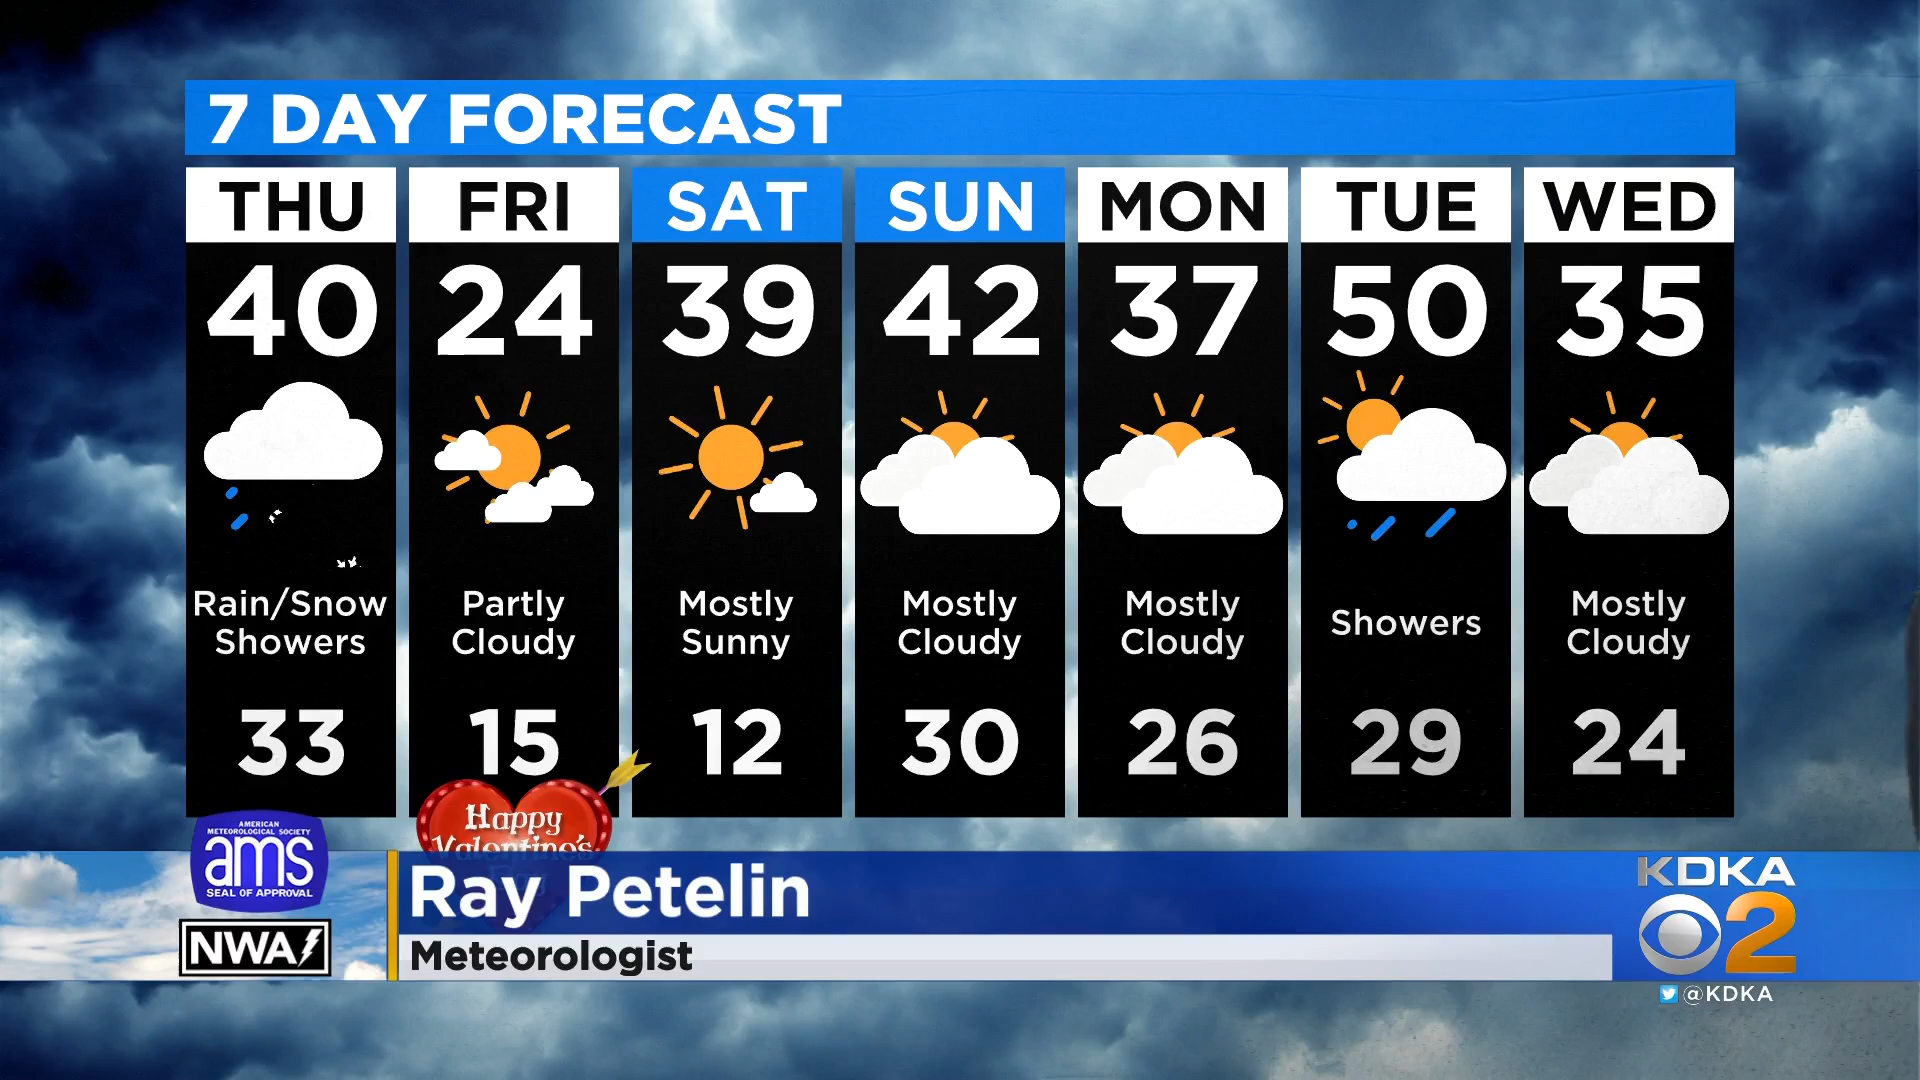 7 DAY FORECAST
THU FRI SAT SUN MON TUE WED
40 24 39 42 37 50 35
Rain/Snow
Showers
Partly
Cloudy
Mostly
Sunny
Mostly
Cloudy
Mostly
Cloudy
Showers
Mostly
Cloudy
33 15 12 30 26 29 24
Happy
Valentine's
AMERICAN
METEOROLOGICAL SOCIETY
ams
SEAL OF APPROVAL
NWA
Ray Petelin
Meteorologist
KDKA
2
@KDKA